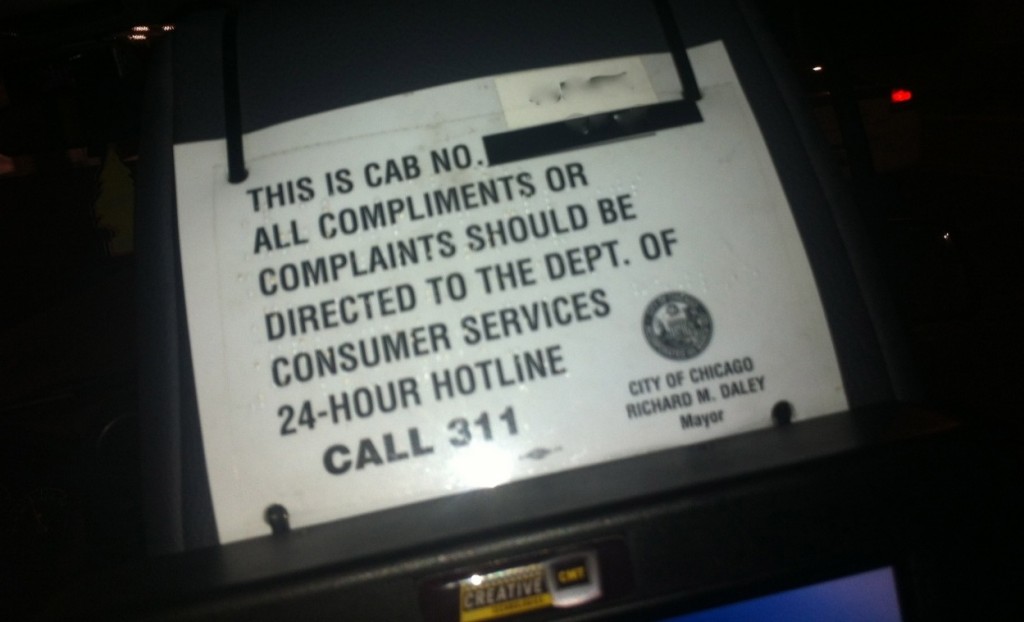 THIS IS CAB NO.
ALL COMPLIMENTS OR
COMPLAINTS SHOULD BE
DIRECTED TO THE DEPT. OF
CONSUMER SERVICES
24-HOUR HOTLINE
CALL 311
CITY OF CHICAGO
RICHARD M. DALEY
Mayor
CREATIVE
CMT